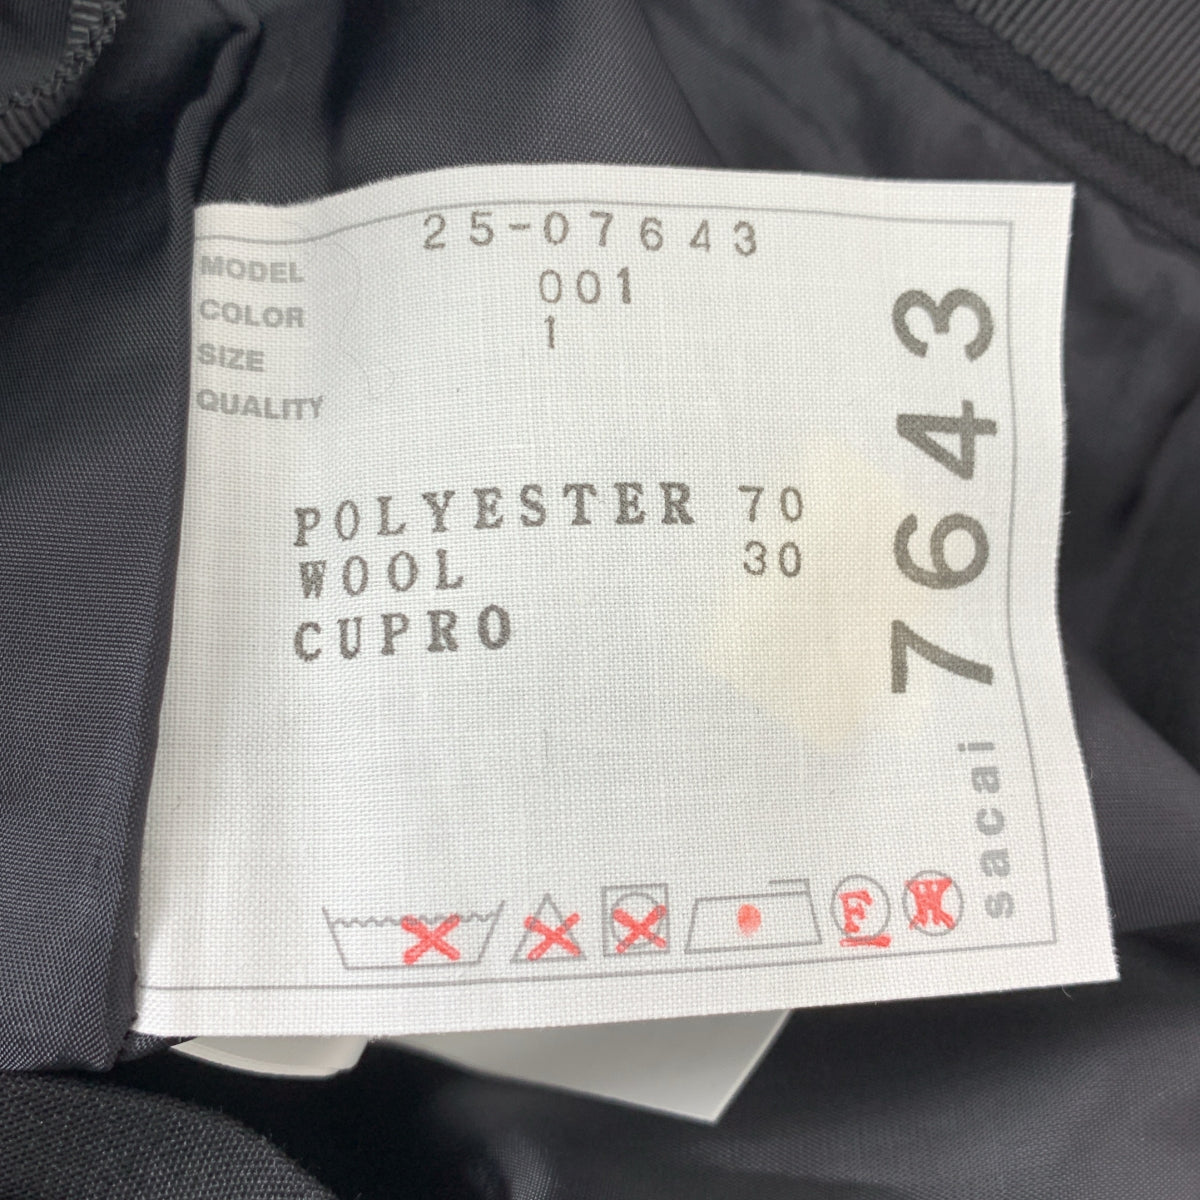 25-07643
MODEL
001
COLOR
1
SIZE
QUALITY
POLYESTER 70
WOOL 30
CUPRO
F
W
sacai 7643